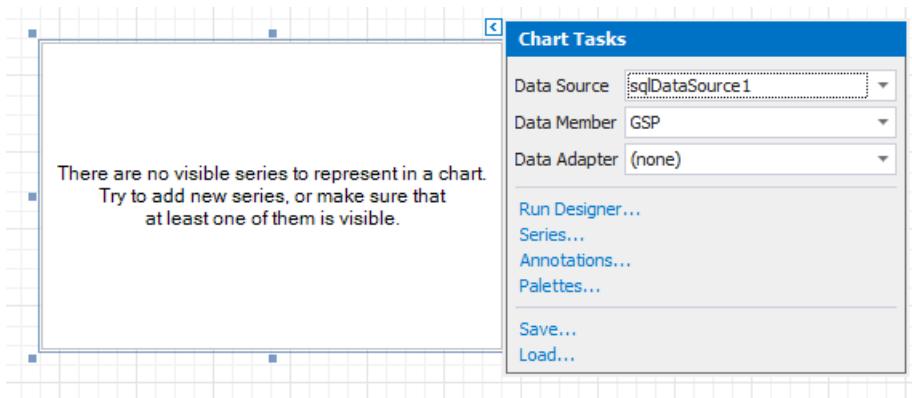 There are no visible series to represent in a chart.
Try to add new series, or make sure that
at least one of them is visible.
Chart Tasks
Data Source sqlDataSource1
Data Member GSP
Data Adapter (none)
Run Designer...
Series...
Annotations...
Palettes...
Save...
Load...